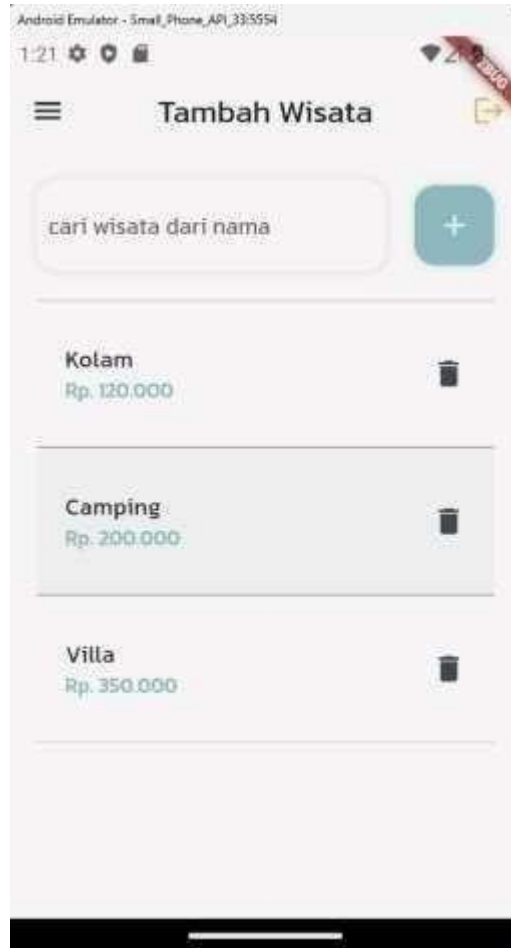 Android Emulator - Small_Phone_API_33:5554
1:21
Tambah Wisata
cari wisata dari nama
+
Kolam
Rp. 120.000
Camping
Rp. 200.000
Villa
Rp. 350.000